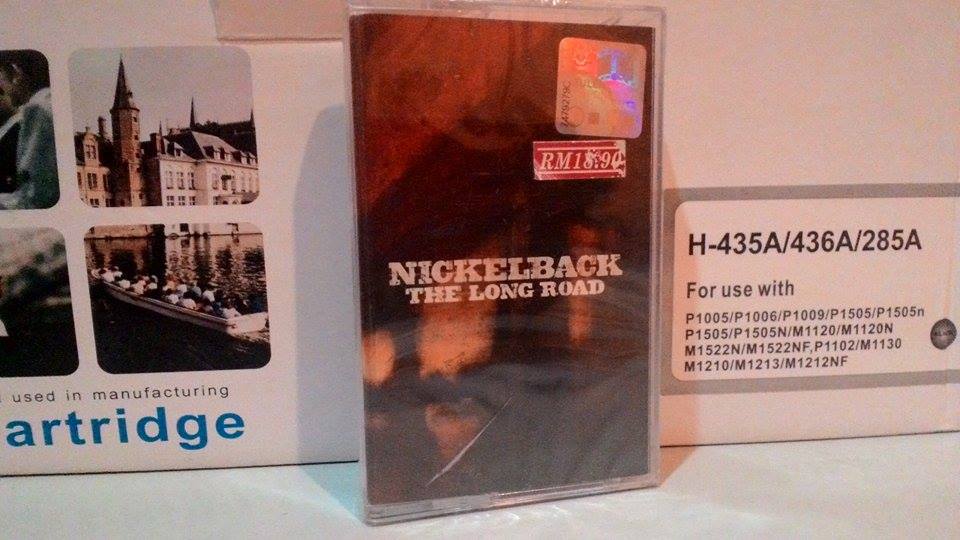 used in manufacturing
artridge
RM18.90
NICKELBACK
THE LONG ROAD
H-435A/436A/285A
For use with
P1005/P1006/P1009/P1505/P1505n
P1505/P1505N/M1120/M1120N
M1522N/M1522NF,P1102/M1130
M1210/M1213/M1212NF